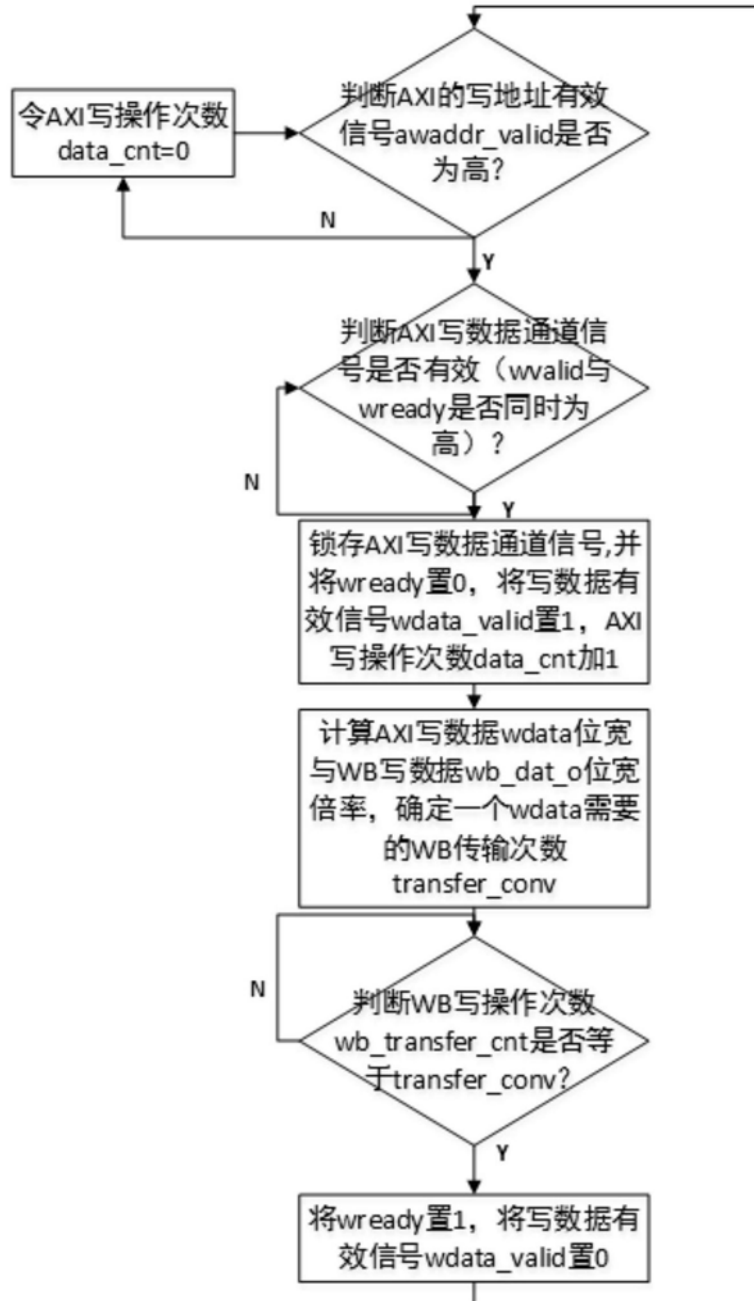 判断AXI的写地址有效
信号awaddr_valid是否
为高?
令AXI写操作次数
data_cnt=0
N
Y
判断AXI写数据通道信
号是否有效（wvalid与
wready是否同时为
高）?
N
Y
锁存AXI写数据通道信号,并
将wready置0，将写数据有
效信号wdata_valid置1，AXI
写操作次数data_cnt加1
计算AXI写数据wdata位宽
与WB写数据wb_dat_o位宽
倍率，确定一个wdata需要
的WB传输次数
transfer_conv
N
判断WB写操作次数
wb_transfer_cnt是否等
于transfer_conv?
Y
将wready置1，将写数据有
效信号wdata_valid置0